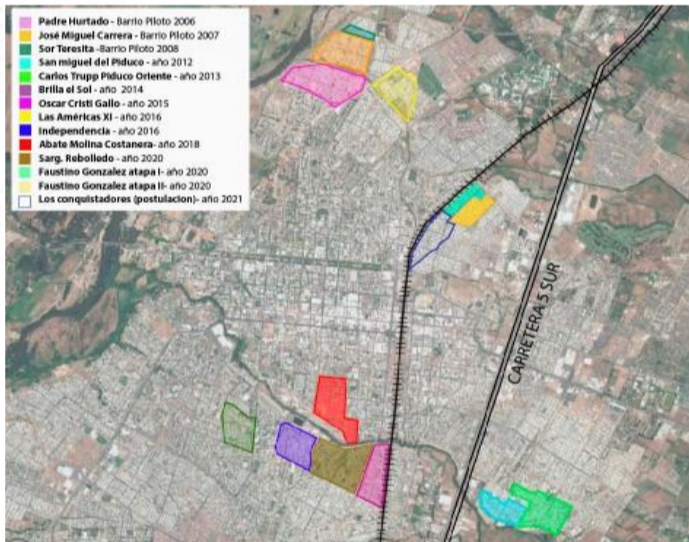 Padre Hurtado - Barrio Piloto 2006
José Miguel Carrera - Barrio Piloto 2007
Sor Teresita -Barrio Piloto 2008
San miguel del Piduco - año 2012
Carlos Trupp Piduco Oriente - año 2013
Brilla el Sol - año 2014
Oscar Cristi Gallo - año 2015
Las Américas XI - año 2016
Independencia - año 2016
Abate Molina Costanera- año 2018
Sarg. Rebolledo - año 2020
Faustino Gonzalez atapa I- año 2020
Faustino Gonzalez atapa II- año 2020
Los conquistadores (postulacion)- año 2021
CARRETERA 5 SUR